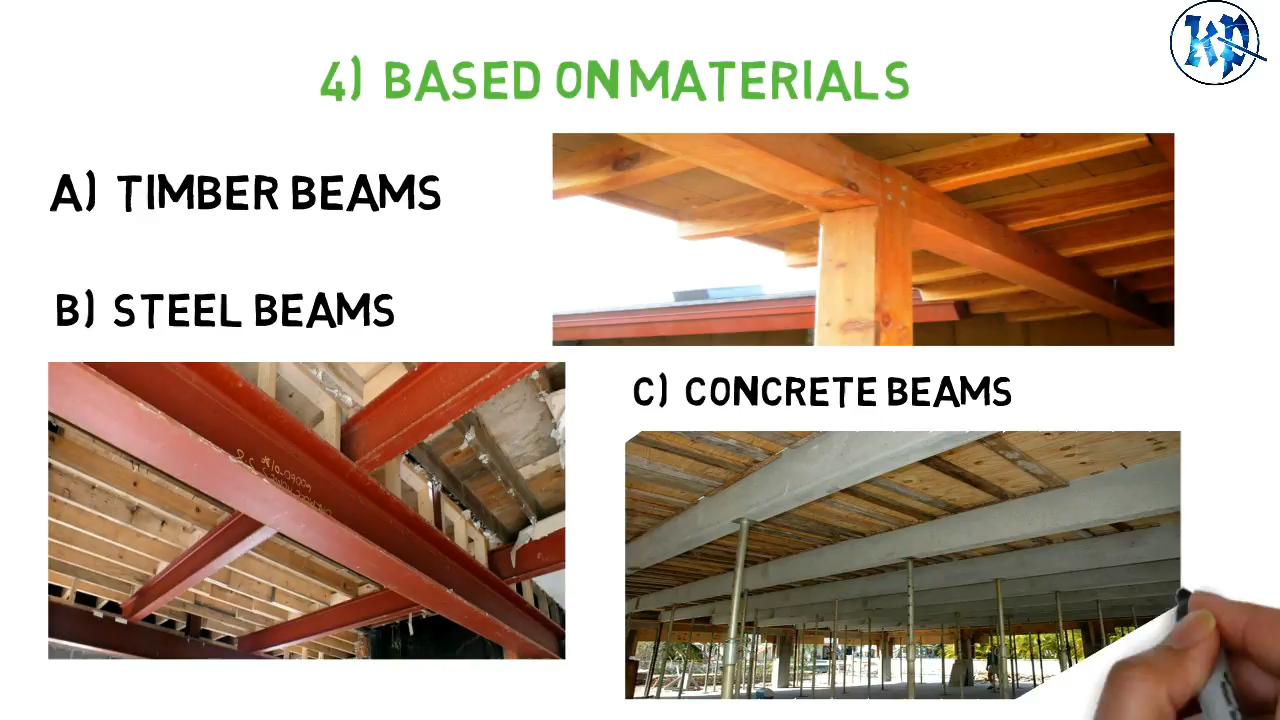 4) BASED ON MATERIALS
A) TIMBER BEAMS
B) STEEL BEAMS
C) CONCRETE BEAMS